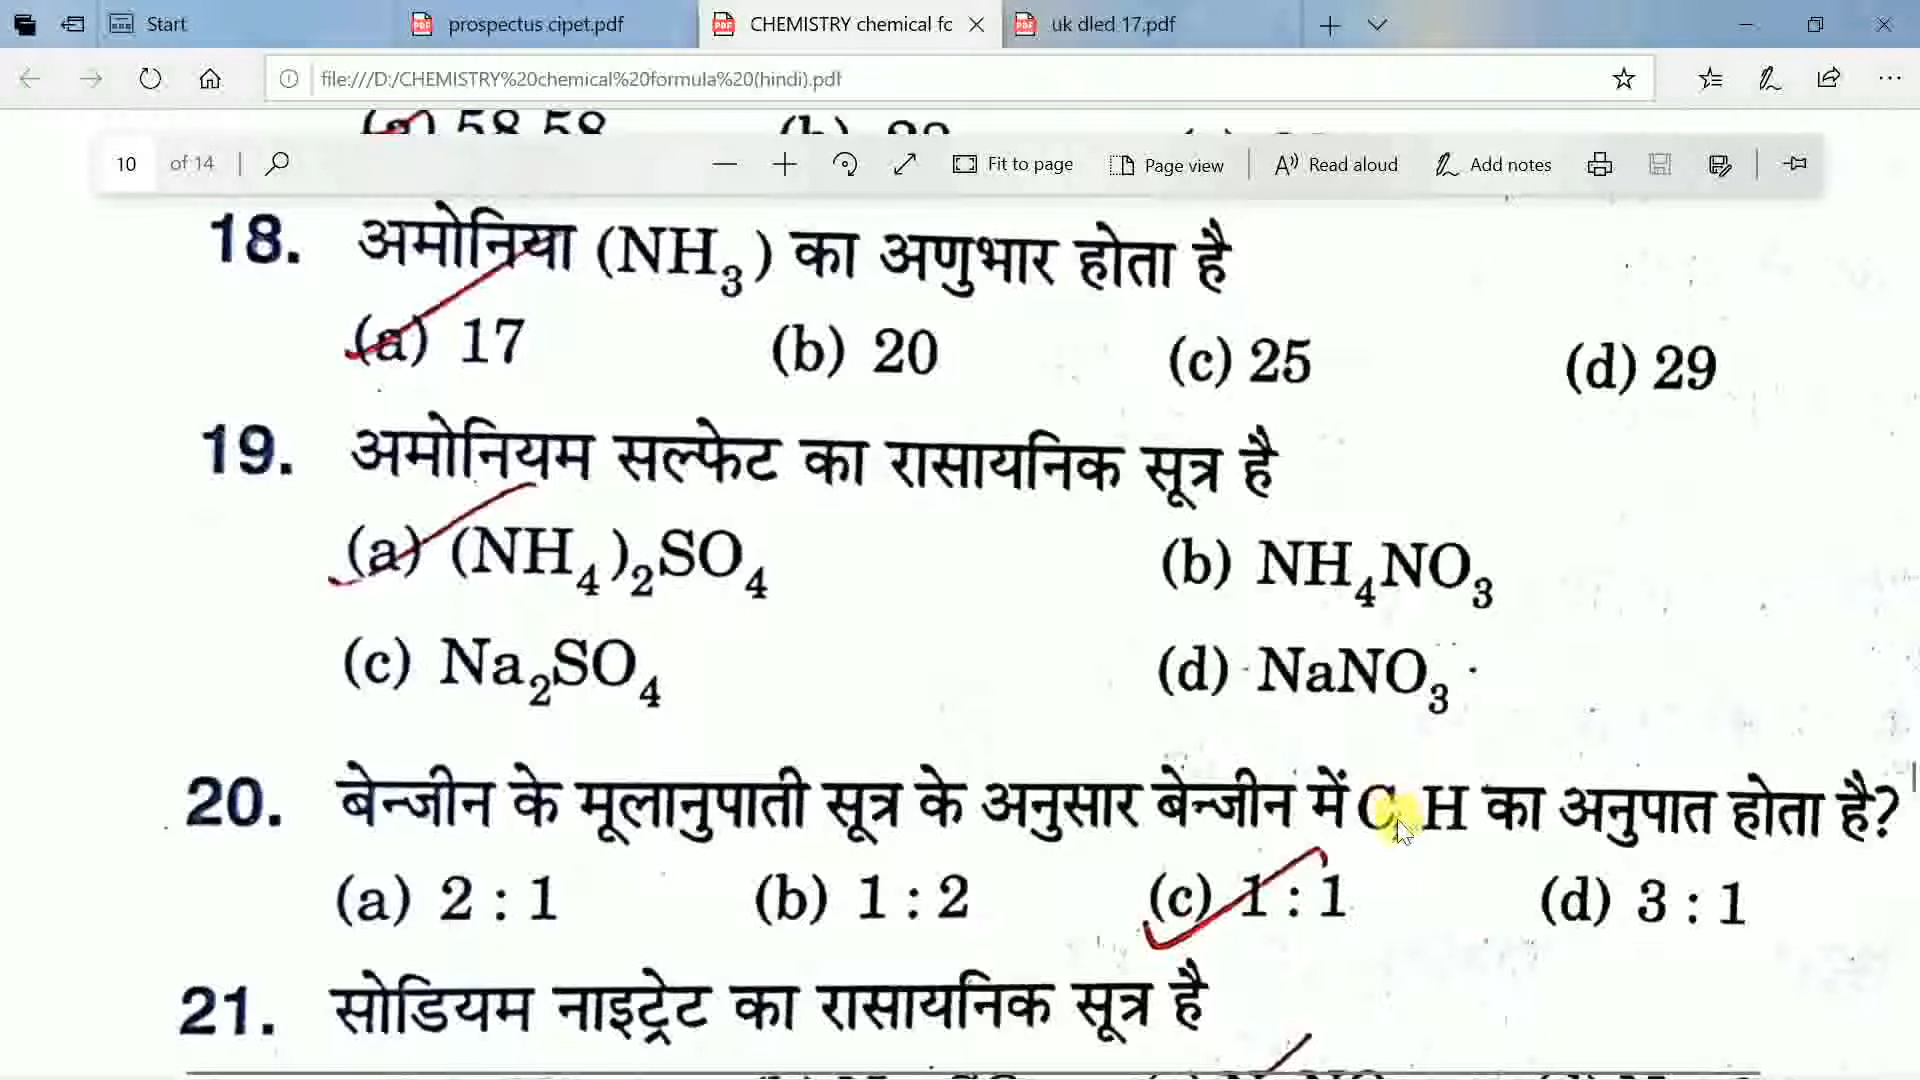 Start
prospectus cipet.pdf
CHEMISTRY chemical fc
uk dled 17.pdf
file:///D:/CHEMISTRY%20chemical%20formula%20(hindi).pdf
(a) 58.58
10 of 14
Fit to page
Page view
Read aloud
Add notes
18. अमोनिया (NH₃) का अणुभार होता है
(a) 17 (b) 20 (c) 25 (d) 29
19. अमोनियम सल्फेट का रासायनिक सूत्र है
(a) (NH₄)₂SO₄ (b) NH₄NO₃
(c) Na₂SO₄ (d) NaNO₃
20. बेन्जीन के मूलानुपाती सूत्र के अनुसार बेन्जीन में C, H का अनुपात होता है?
(a) 2 : 1 (b) 1 : 2 (c) 1 : 1 (d) 3 : 1
21. सोडियम नाइट्रेट का रासायनिक सूत्र है